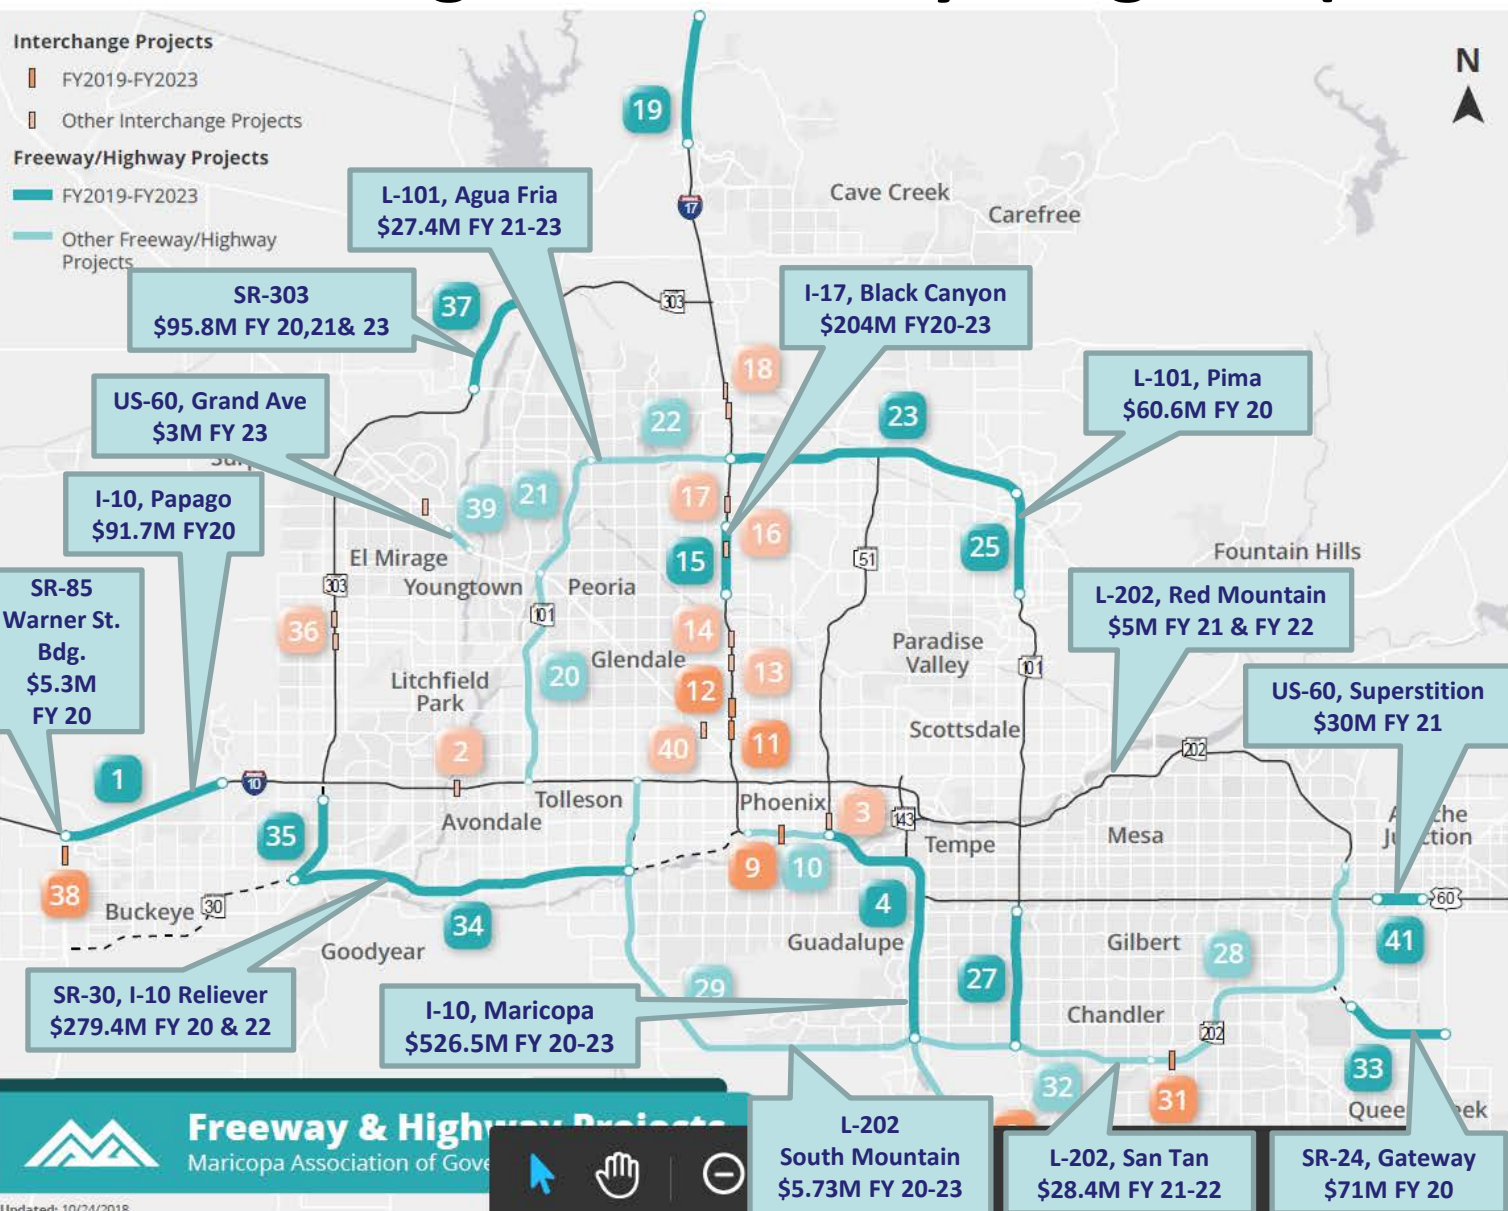 Interchange Projects
FY2019-FY2023
Other Interchange Projects
Freeway/Highway Projects
FY2019-FY2023
Other Freeway/Highway
Projects
N
19
17
Cave Creek
Carefree
L-101, Agua Fria
$27.4M FY 21-23
SR-303
$95.8M FY 20,21& 23
37
303
I-17, Black Canyon
$204M FY20-23
18
L-101, Pima
$60.6M FY 20
US-60, Grand Ave
$3M FY 23
22
23
I-10, Papago
$91.7M FY20
39
21
17
16
El Mirage
Youngtown
Peoria
15
51
25
Fountain Hills
303
101
SR-85
Warner St.
Bdg.
$5.3M
FY 20
L-202, Red Mountain
$5M FY 21 & FY 22
36
14
Glendale
13
Paradise
Valley
101
20
Litchfield
Park
12
US-60, Superstition
$30M FY 21
2
40
11
Scottsdale
202
1
10
Tolleson
Phoenix
3
143
Avondale
35
Tempe
Mesa
Junction
38
9
10
Buckeye
30
4
60
34
Goodyear
Guadalupe
Gilbert
28
41
SR-30, I-10 Reliever
$279.4M FY 20 & 22
29
27
I-10, Maricopa
$526.5M FY 20-23
Chandler
202
33
32
31
Freeway & Highway Projects
Maricopa Association of
L-202
South Mountain
$5.73M FY 20-23
L-202, San Tan
$28.4M FY 21-22
SR-24, Gateway
$71M FY 20
Updated: 10/24/2018